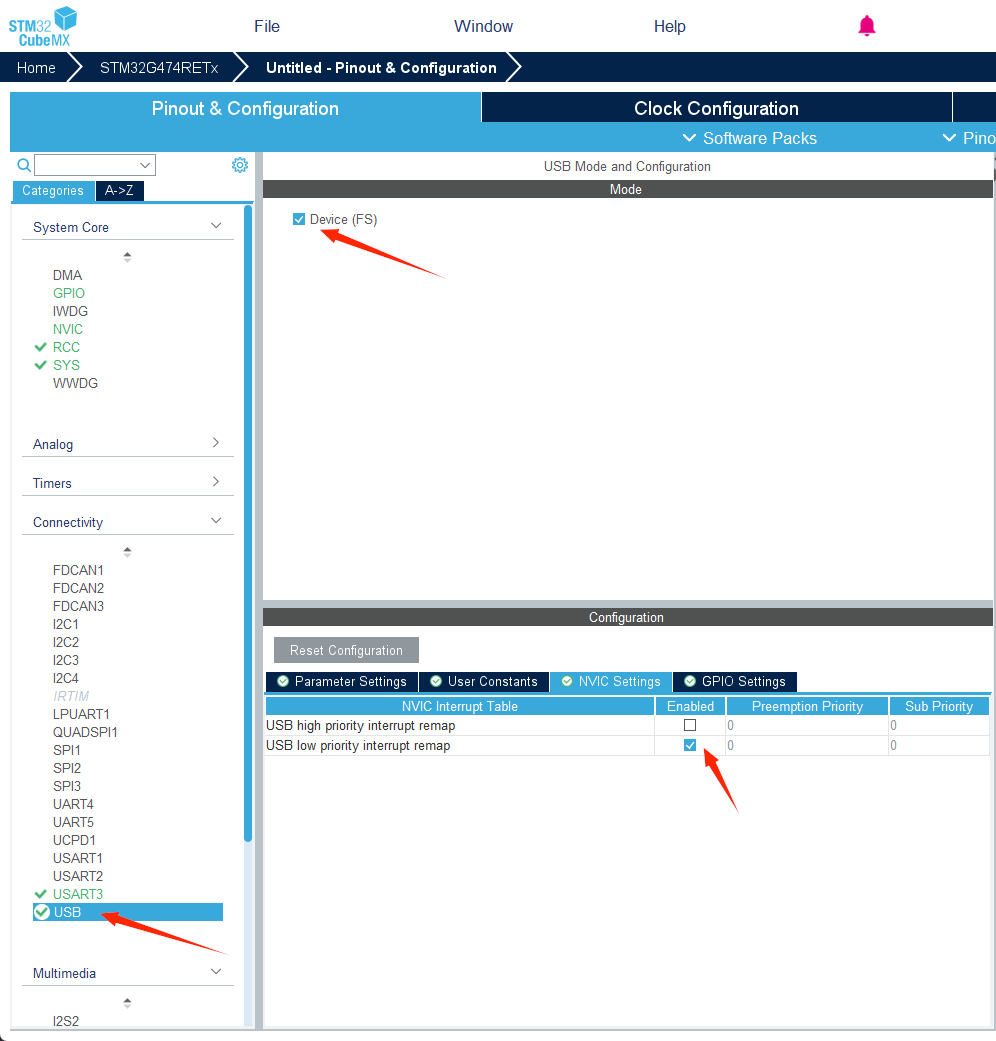 STM32
CubeMX
File
Window
Help
Home
STM32G474RETx
Untitled - Pinout & Configuration
Pinout & Configuration
Clock Configuration
Software Packs
Pino
Categories
A->Z
System Core
DMA
GPIO
IWDG
NVIC
RCC
SYS
WWDG
Analog
Timers
Connectivity
FDCAN1
FDCAN2
FDCAN3
I2C1
I2C2
I2C3
I2C4
IRTIM
LPUART1
QUADSPI1
SPI1
SPI2
SPI3
UART4
UART5
UCPD1
USART1
USART2
USART3
USB
Multimedia
I2S2
USB Mode and Configuration
Mode
Device (FS)
Configuration
Reset Configuration
Parameter Settings
User Constants
NVIC Settings
GPIO Settings
NVIC Interrupt Table Enabled Preemption Priority Sub Priority
USB high priority interrupt remap 0 0
USB low priority interrupt remap 0 0